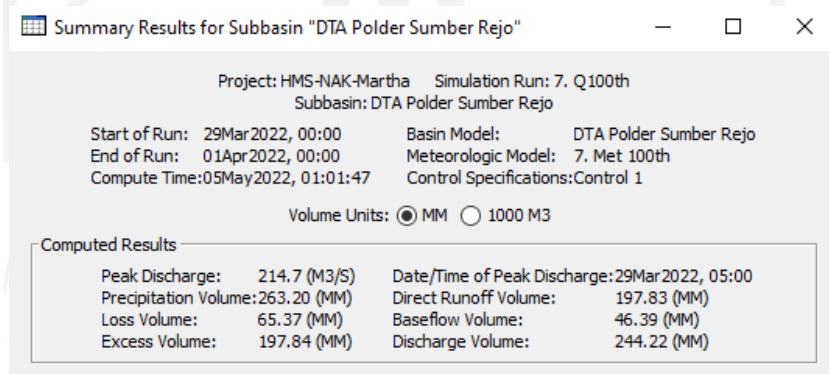 Summary Results for Subbasin "DTA Polder Sumber Rejo"
Project: HMS-NAK-Martha Simulation Run: 7. Q100th
Subbasin: DTA Polder Sumber Rejo
Start of Run: 29Mar2022, 00:00 Basin Model: DTA Polder Sumber Rejo
End of Run: 01Apr2022, 00:00 Meteorologic Model: 7. Met 100th
Compute Time:05May2022, 01:01:47 Control Specifications:Control 1
Volume Units: MM 1000 M3
Computed Results
Peak Discharge: 214.7 (M3/S) Date/Time of Peak Discharge:29Mar2022, 05:00
Precipitation Volume:263.20 (MM) Direct Runoff Volume: 197.83 (MM)
Loss Volume: 65.37 (MM) Baseflow Volume: 46.39 (MM)
Excess Volume: 197.84 (MM) Discharge Volume: 244.22 (MM)